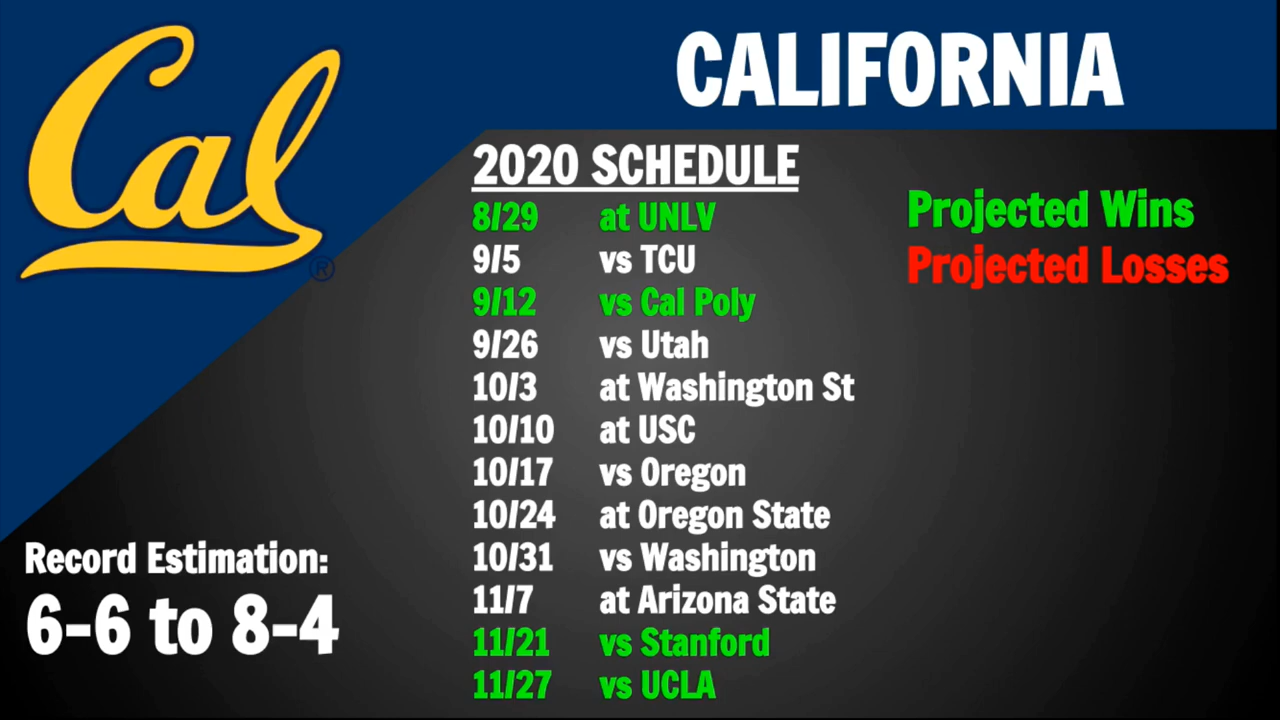 Cal
®
CALIFORNIA
2020 SCHEDULE
8/29 at UNLV
9/5 vs TCU
9/12 vs Cal Poly
9/26 vs Utah
10/3 at Washington St
10/10 at USC
10/17 vs Oregon
10/24 at Oregon State
10/31 vs Washington
11/7 at Arizona State
11/21 vs Stanford
11/27 vs UCLA
Projected Wins
Projected Losses
Record Estimation:
6-6 to 8-4